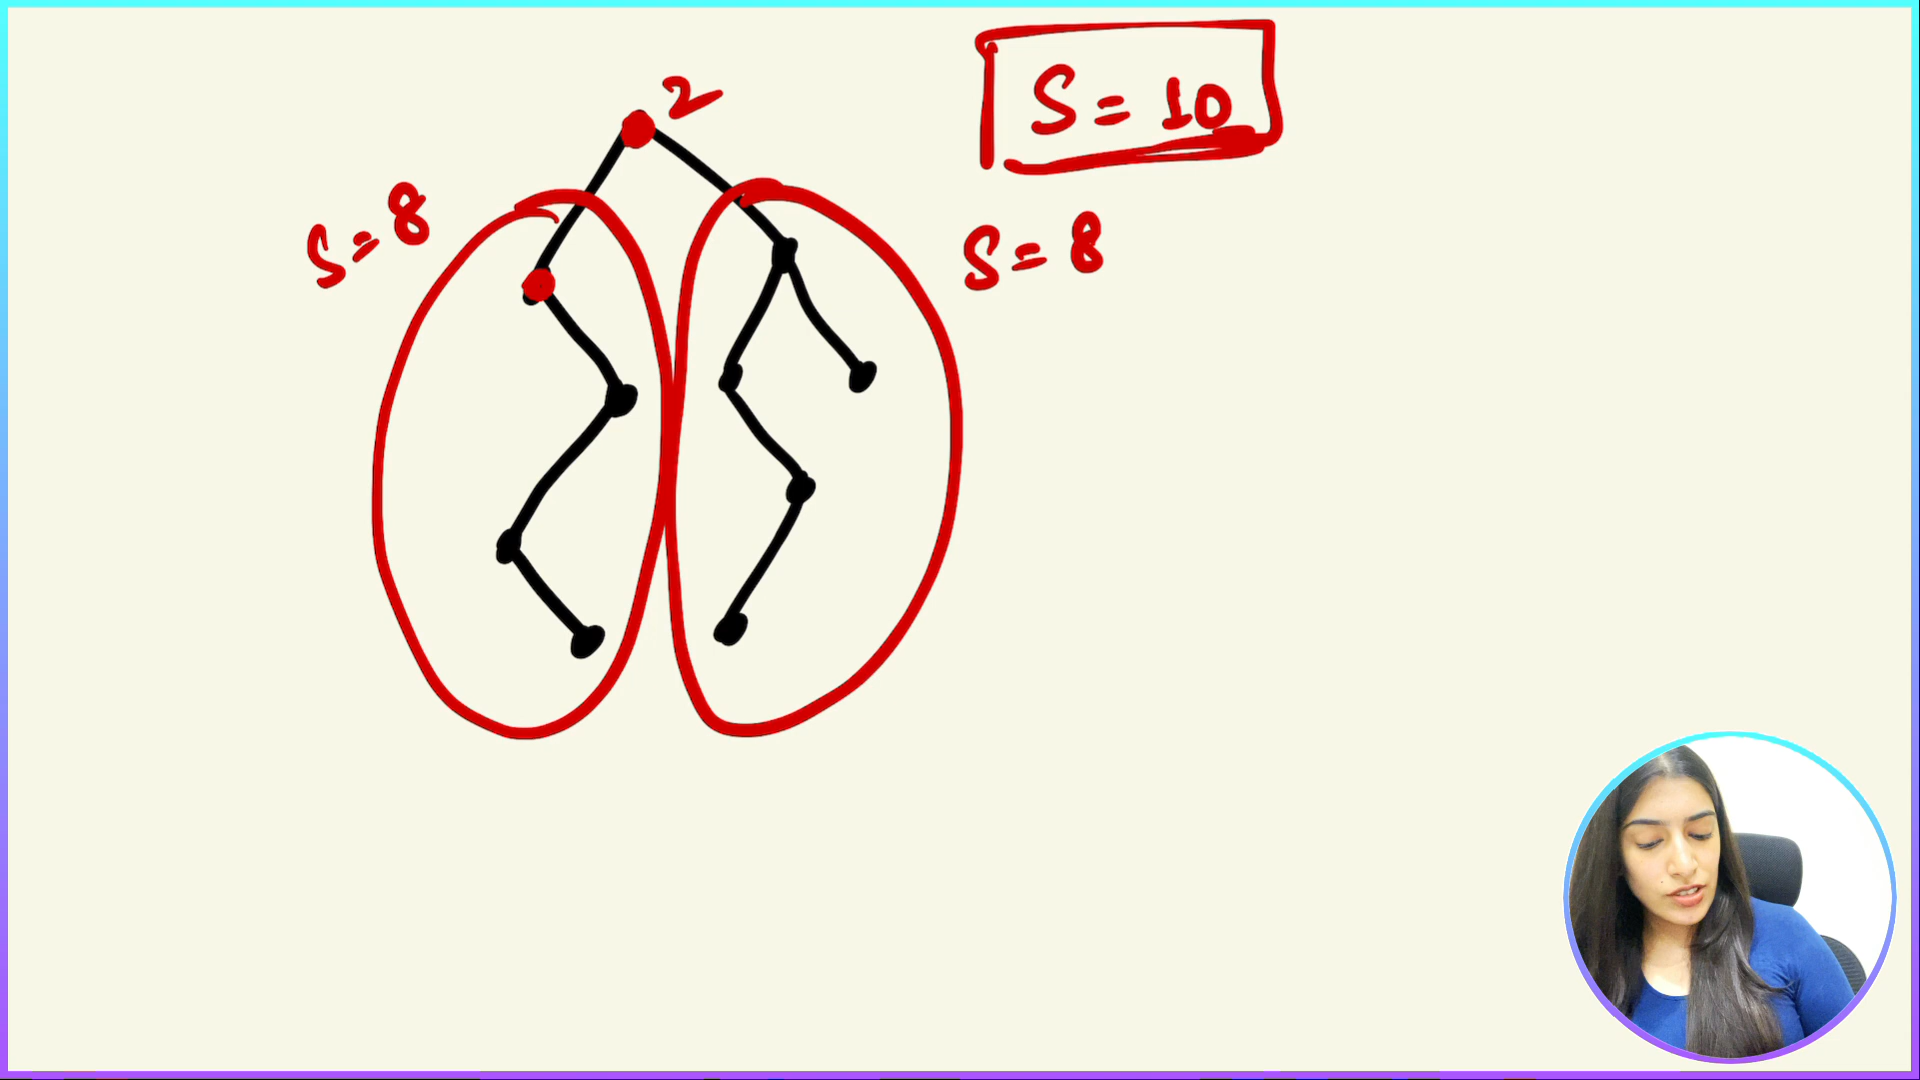 2
S = 10
S = 8
S = 8